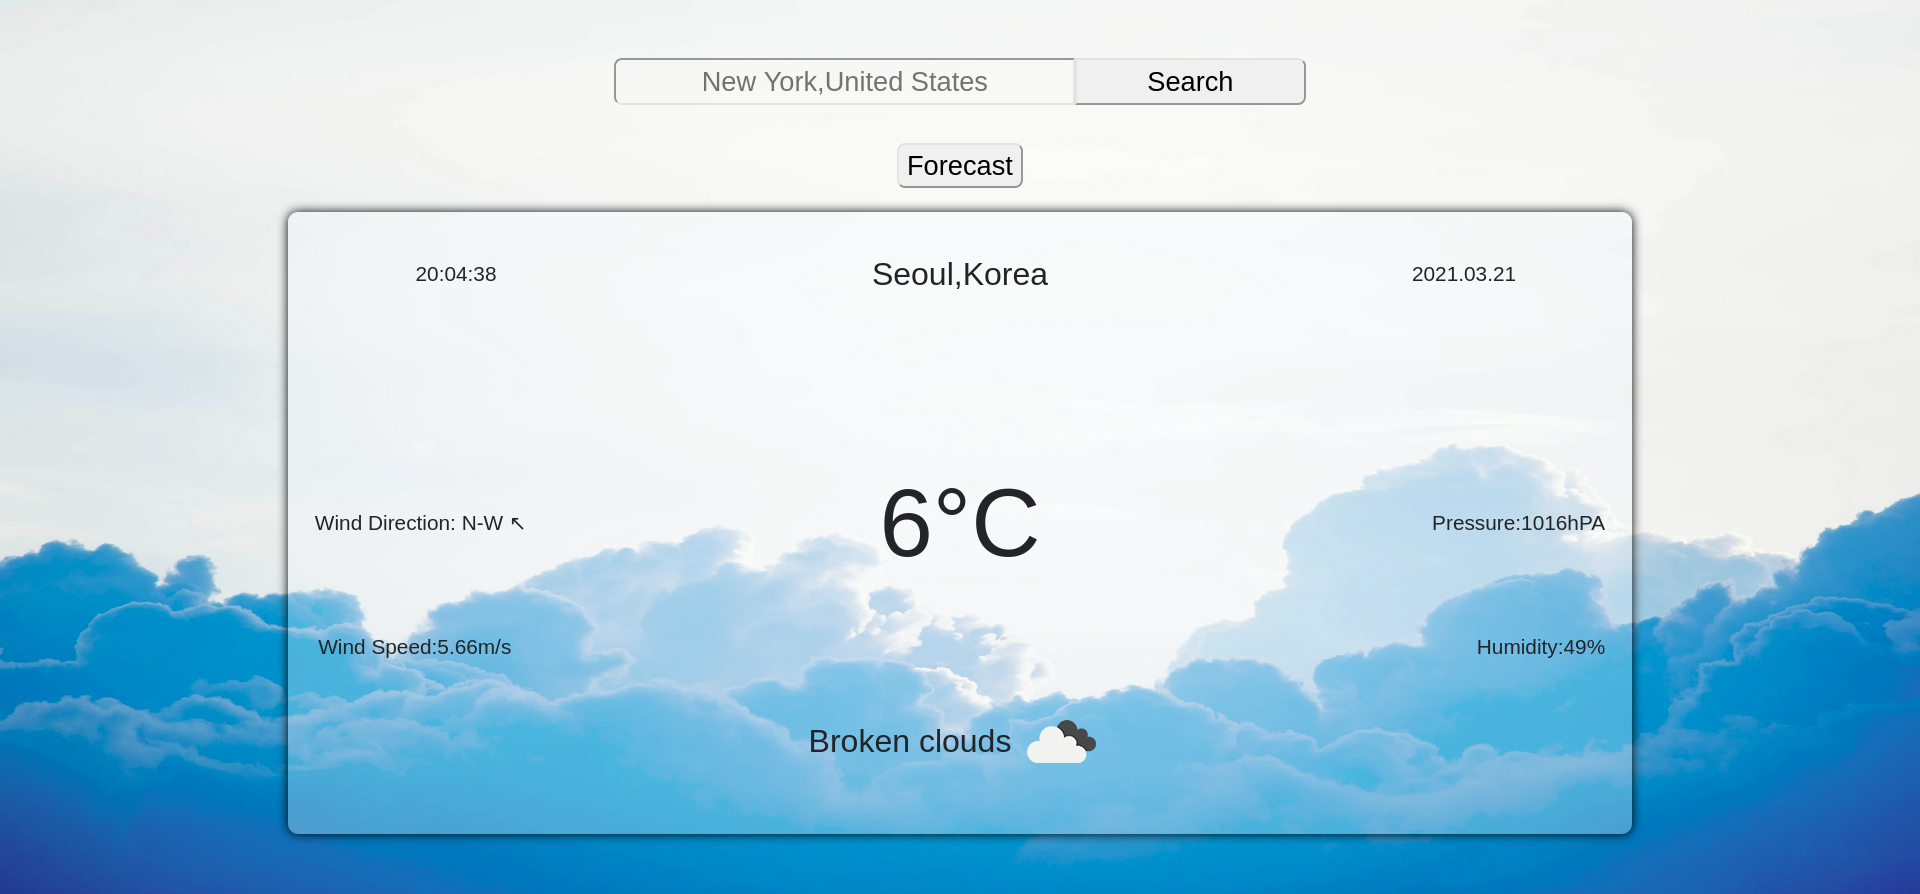 New York,United States
Search
Forecast
20:04:38
Seoul,Korea
2021.03.21
Wind Direction: N-W ↖
6°C
Pressure:1016hPA
Wind Speed:5.66m/s
Humidity:49%
Broken clouds